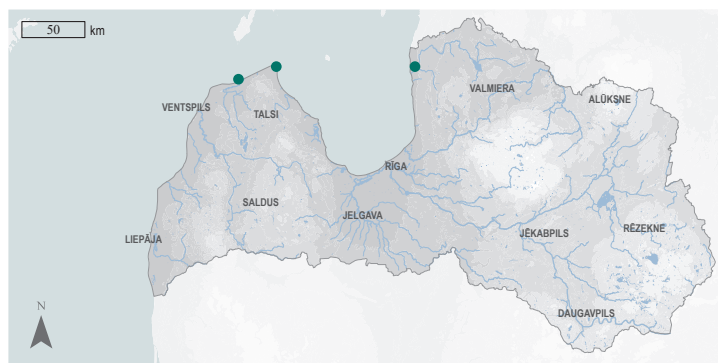 50 km
VALMIERA
ALŪKSNE
VENTSPILS
TALSI
RĪGA
SALDUS
JELGAVA
RĒZEKNE
JĒKABPILS
LIEPĀJA
DAUGAVPILS
N